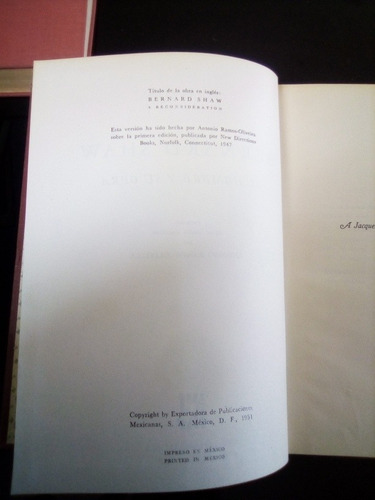 Título de la obra en inglés:
BERNARD SHAW
A RECONSIDERATION
Esta versión ha sido hecha por Antonio Ramos-Oliveira,
sobre la primera edición, publicada por New Directions
Books, Norfolk, Connecticut, 1947
A Jacque
Copyright by Exportadora de Publicaciones
Mexicanas, S. A. México, D. F., 1951
IMPRESO EN MÉXICO
PRINTED IN MEXICO